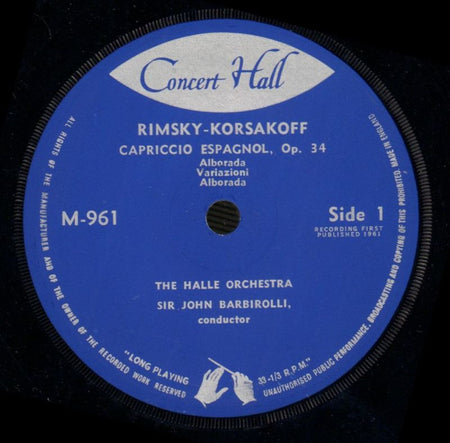 Concert Hall
RIMSKY-KORSAKOFF
CAPRICCIO ESPAGNOL, Op. 34
Alborada
Variazioni
Alborada
M-961
Side 1
RECORDING FIRST
PUBLISHED 1961
THE HALLE ORCHESTRA
SIR JOHN BARBIROLLI,
conductor
"LONG PLAYING
33-1/3 R.P.M."
ALL RIGHTS OF THE MANUFACTURER AND OF THE OWNER OF THE RECORDED WORK RESERVED
UNAUTHORISED PUBLIC PERFORMANCE, BROADCASTING AND COPYING OF THIS PROHIBITED. MADE IN ENGLAND